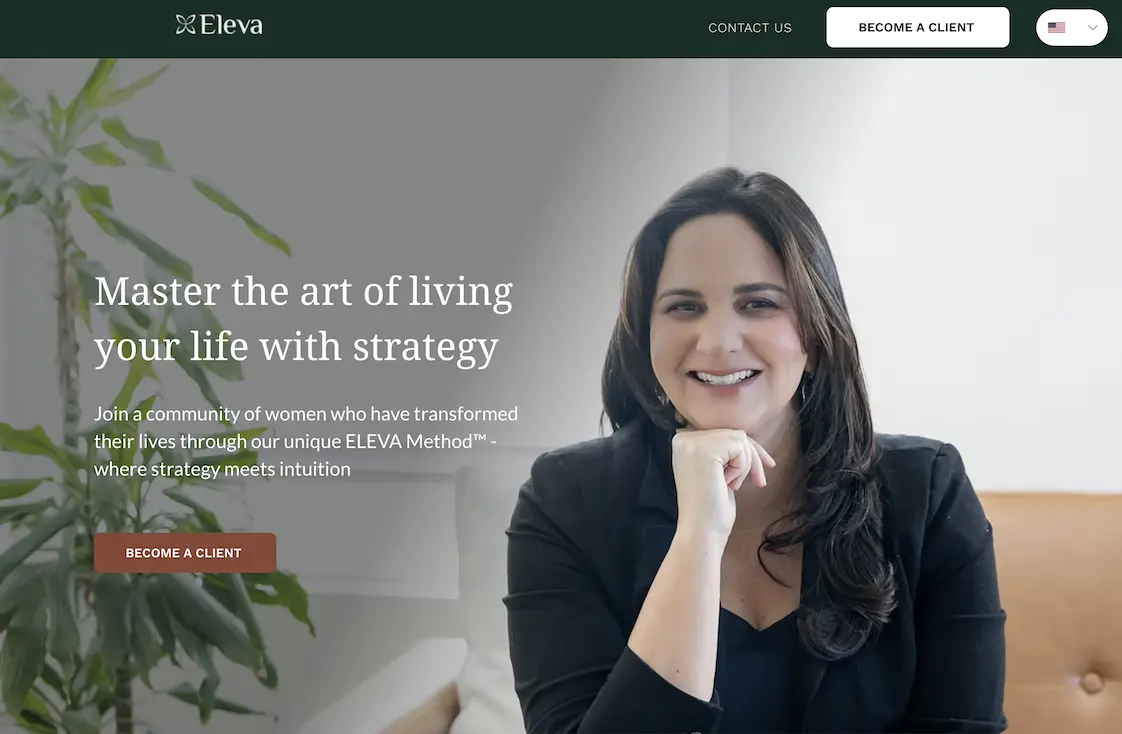 Eleva
CONTACT US
BECOME A CLIENT
Master the art of living
your life with strategy
Join a community of women who have transformed
their lives through our unique ELEVA Method™ -
where strategy meets intuition
BECOME A CLIENT